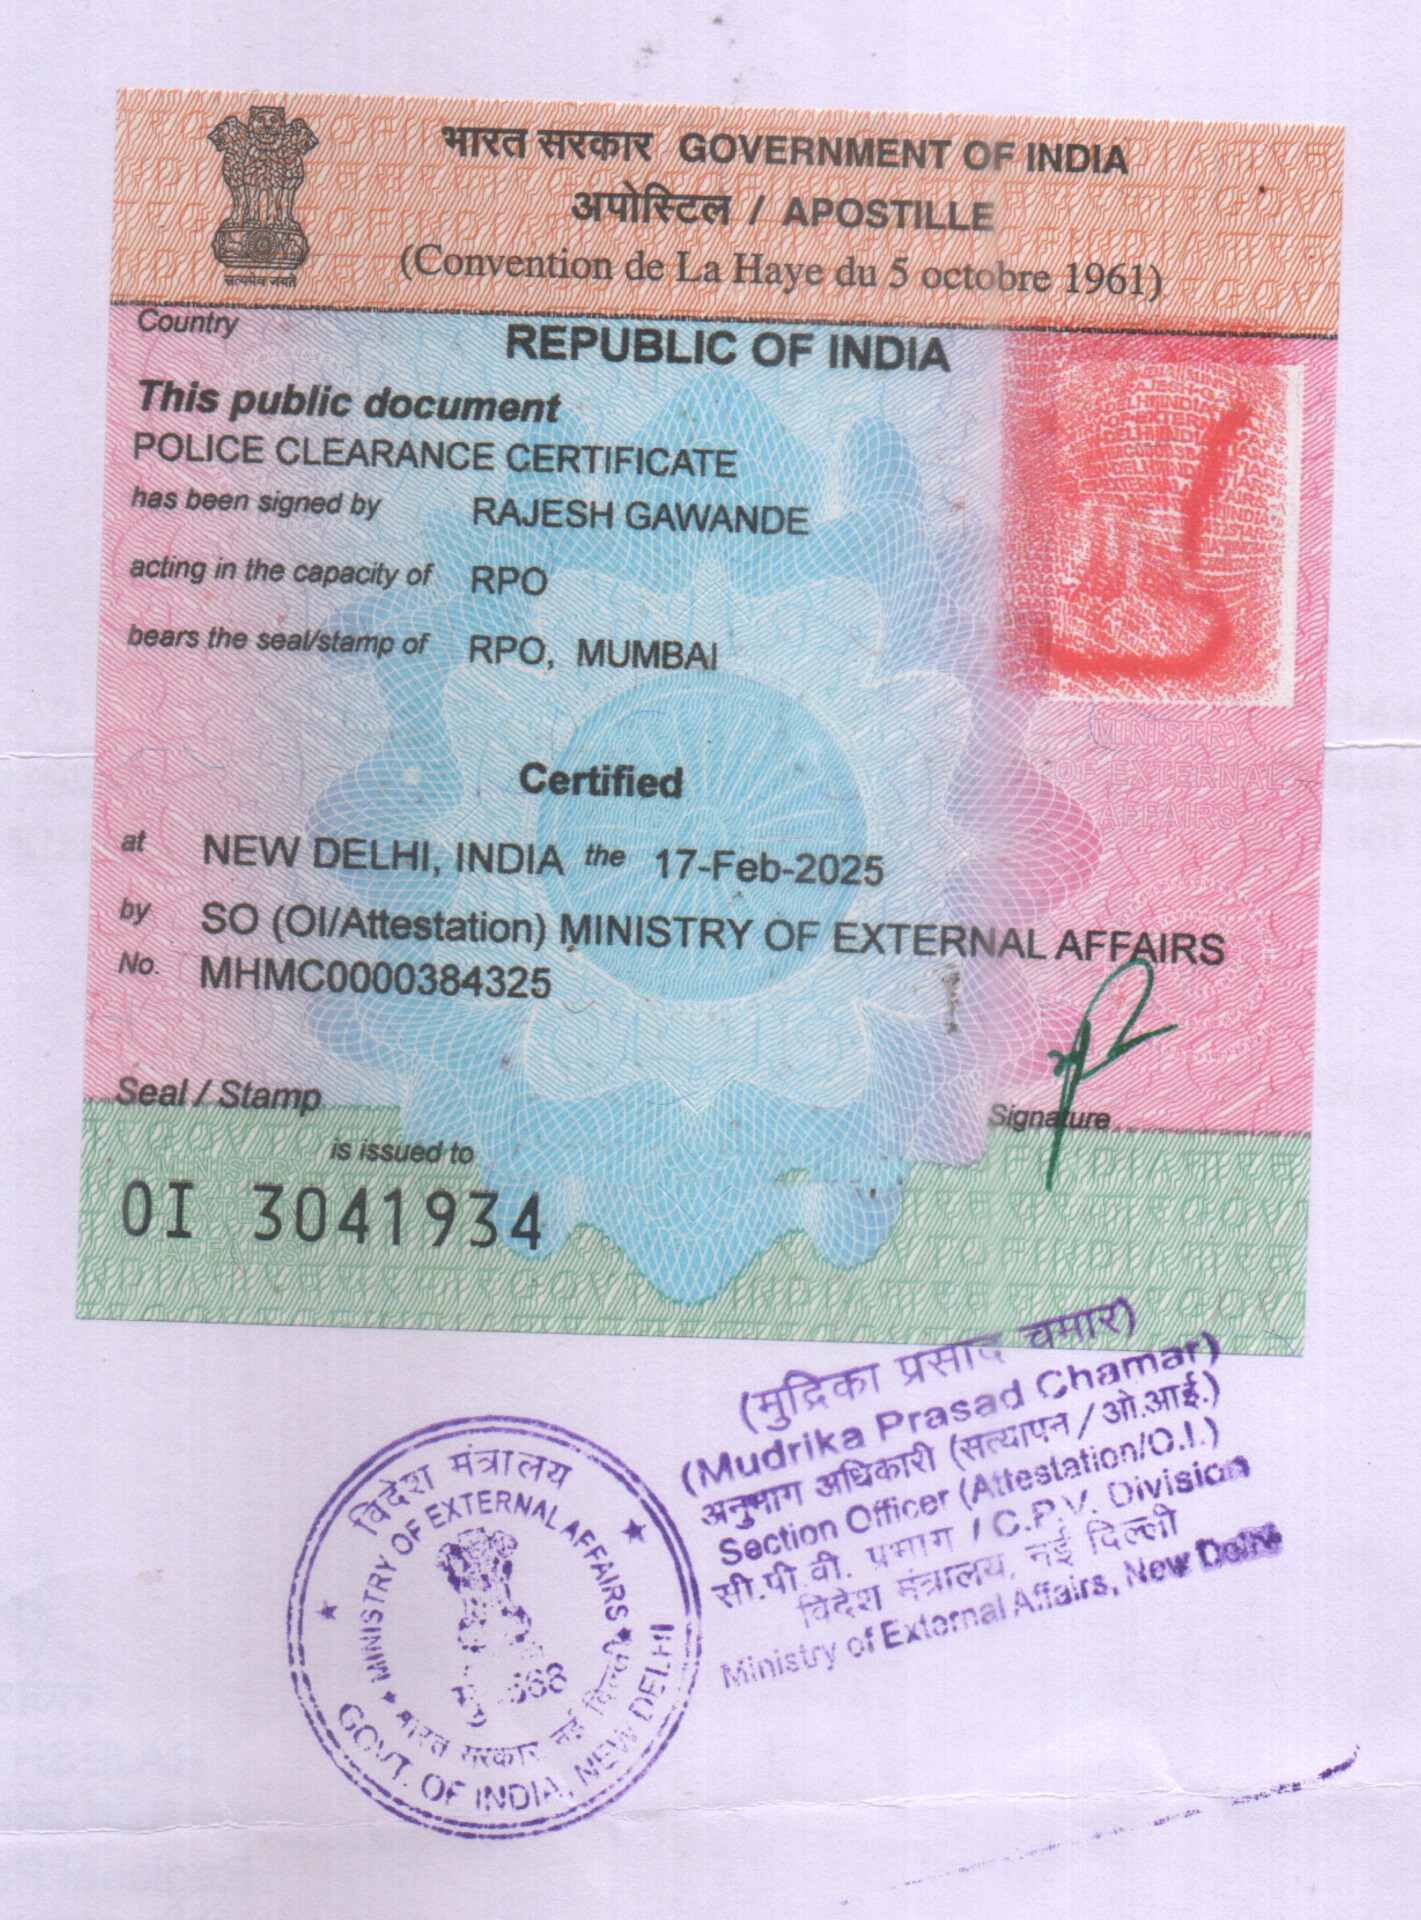 भारत सरकार GOVERNMENT OF INDIA
अपोस्टिल / APOSTILLE
(Convention de La Haye du 5 octobre 1961)
सत्यमेव जयते
Country
REPUBLIC OF INDIA
This public document
POLICE CLEARANCE CERTIFICATE
has been signed by RAJESH GAWANDE
acting in the capacity of RPO
bears the seal/stamp of RPO, MUMBAI
MINISTRY
OF EXTERNAL
AFFAIRS
Certified
at NEW DELHI, INDIA the 17-Feb-2025
by SO (OI/Attestation) MINISTRY OF EXTERNAL AFFAIRS
No. MHMC0000384325
Seal / Stamp
Signature
is issued to
OI 3041934
(मुद्रिका प्रसाद चमार)
(Mudrika Prasad Chamar)
अनुभाग अधिकारी (सत्यापन / ओ.आई.)
Section Officer (Attestation/O.I.)
सी.पी.वी. प्रभाग / C.P.V. Division
विदेश मंत्रालय, नई दिल्ली
Ministry of External Affairs, New Delhi
विदेश मंत्रालय
MINISTRY OF EXTERNAL AFFAIRS
भारत सरकार, नई दिल्ली
GOVT. OF INDIA, NEW DELHI